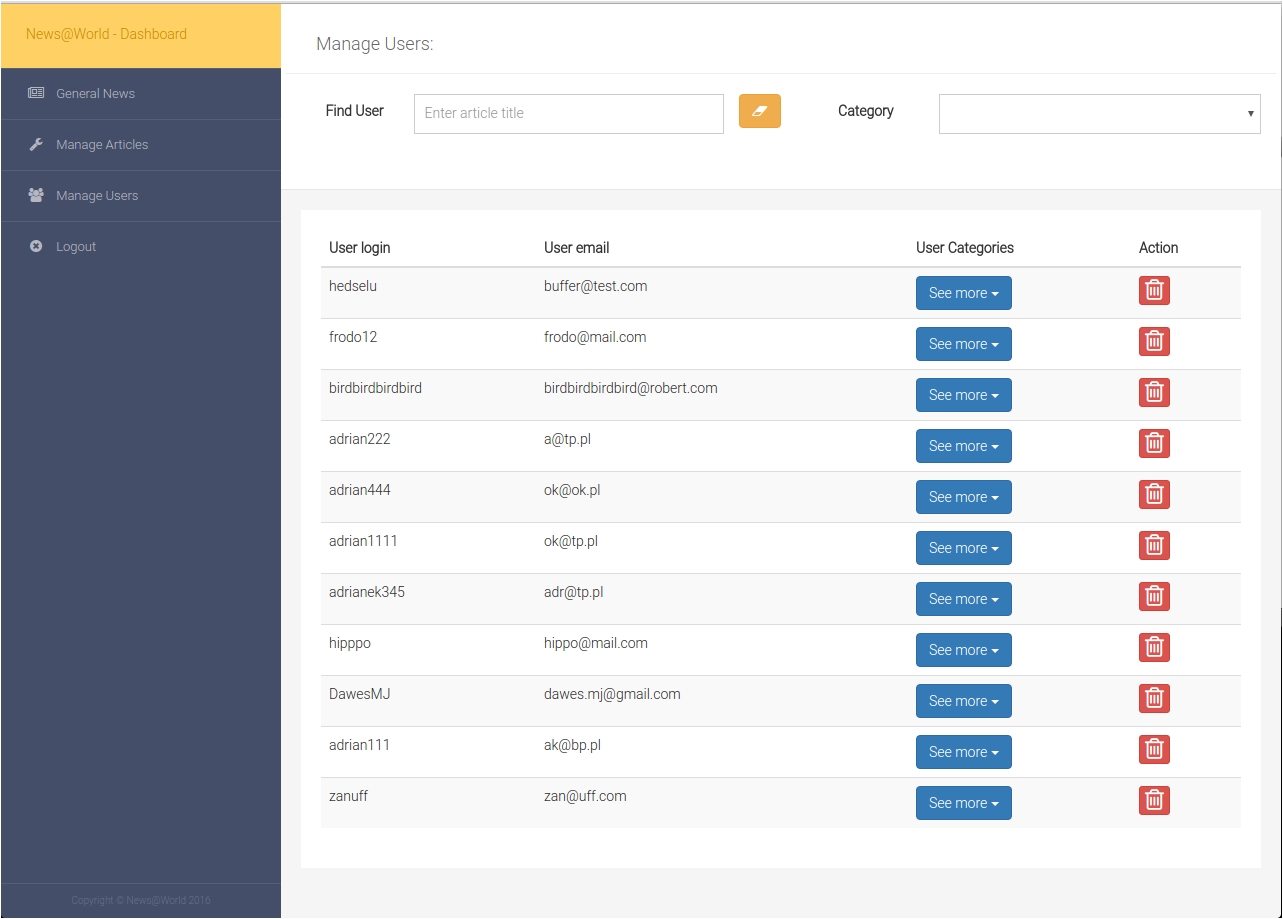 News@World - Dashboard
General News
Manage Articles
Manage Users
Logout
Copyright © News@World 2016
Manage Users:
Find User Enter article title Category
User login User email User Categories Action
hedselu buffer@test.com See more
frodo12 frodo@mail.com See more
birdbirdbirdbird birdbirdbirdbird@robert.com See more
adrian222 a@tp.pl See more
adrian444 ok@ok.pl See more
adrian1111 ok@tp.pl See more
adrianek345 adr@tp.pl See more
hipppo hippo@mail.com See more
DawesMJ dawes.mj@gmail.com See more
adrian111 ak@bp.pl See more
zanuff zan@uff.com See more